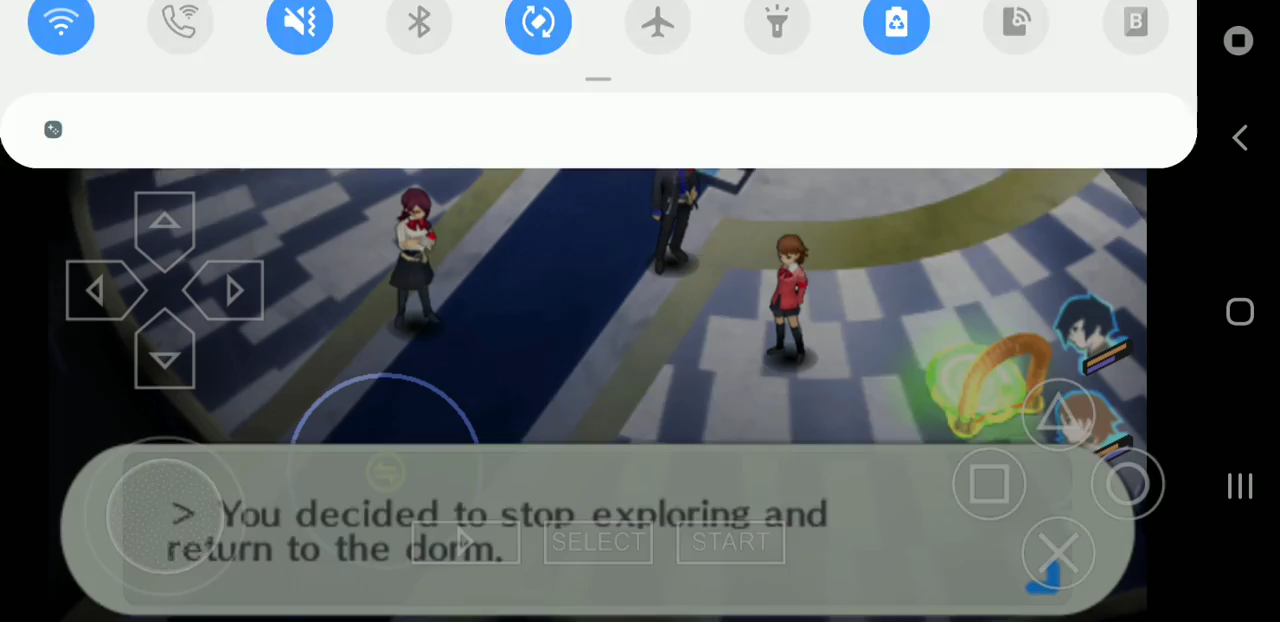 B
> You decided to stop exploring and
return to the dorm.
SELECT START